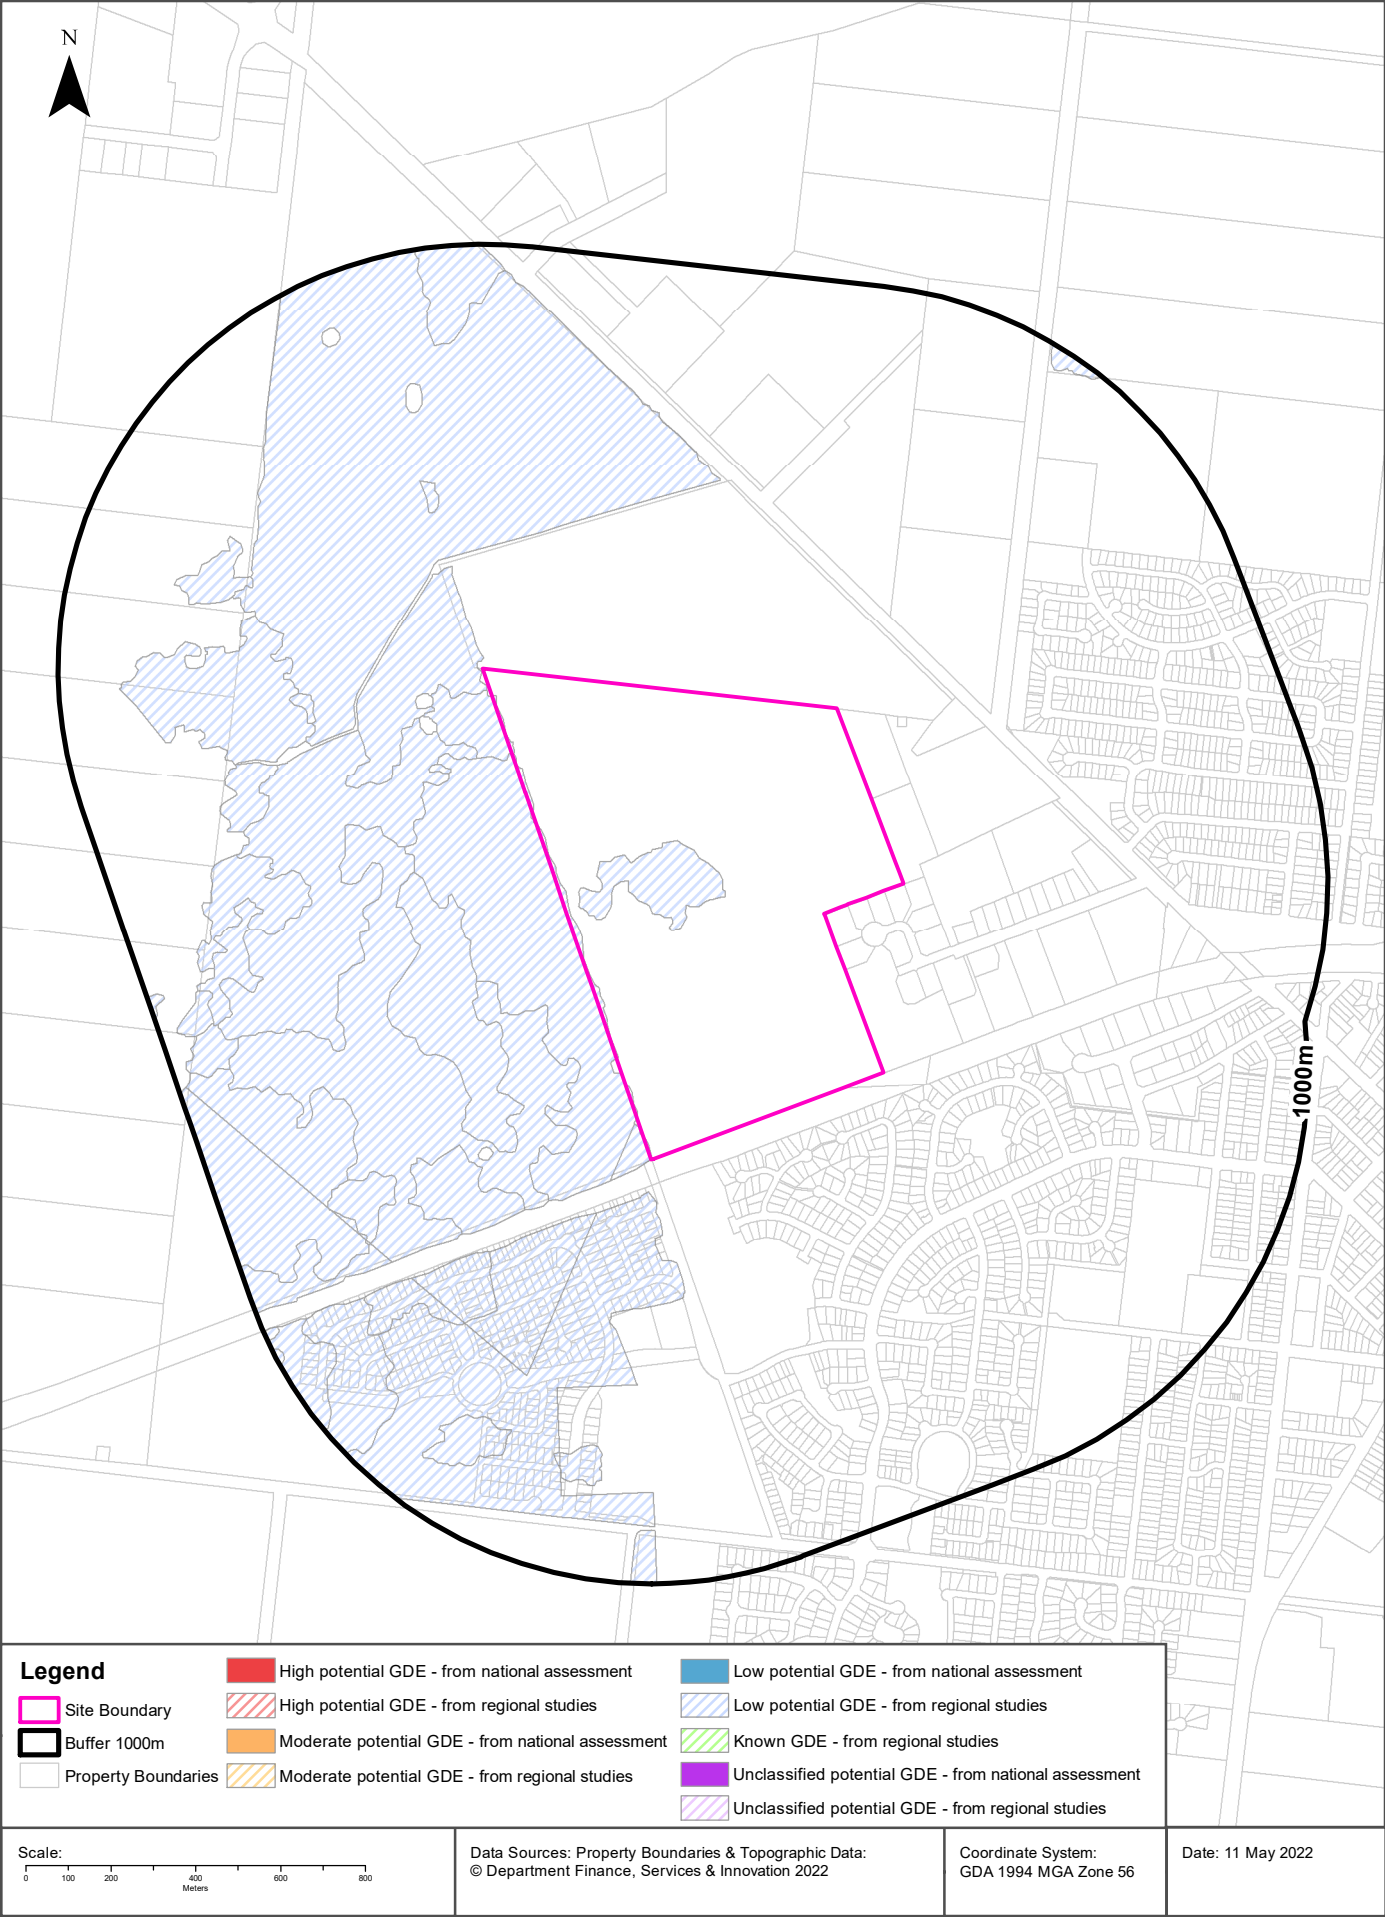 N
1000m
Legend
Site Boundary
Buffer 1000m
Property Boundaries
High potential GDE - from national assessment
High potential GDE - from regional studies
Moderate potential GDE - from national assessment
Moderate potential GDE - from regional studies
Low potential GDE - from national assessment
Low potential GDE - from regional studies
Known GDE - from regional studies
Unclassified potential GDE - from national assessment
Unclassified potential GDE - from regional studies
Scale:
0 100 200 400 600 800
Meters
Data Sources: Property Boundaries & Topographic Data:
© Department Finance, Services & Innovation 2022
Coordinate System:
GDA 1994 MGA Zone 56
Date: 11 May 2022